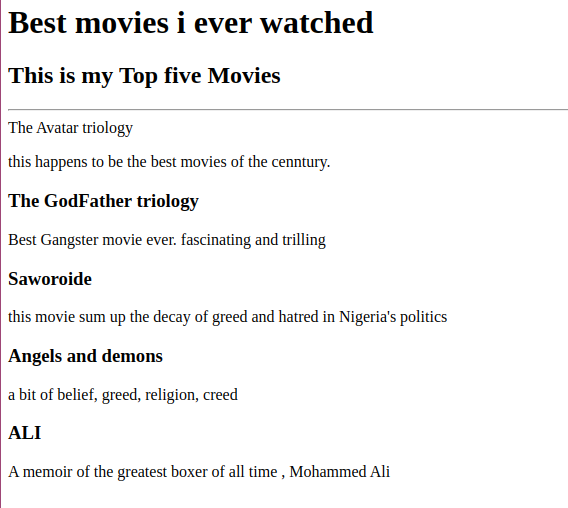 Best movies i ever watched
This is my Top five Movies
The Avatar triology
this happens to be the best movies of the cenntury.
The GodFather triology
Best Gangster movie ever. fascinating and trilling
Saworoide
this movie sum up the decay of greed and hatred in Nigeria's politics
Angels and demons
a bit of belief, greed, religion, creed
ALI
A memoir of the greatest boxer of all time , Mohammed Ali